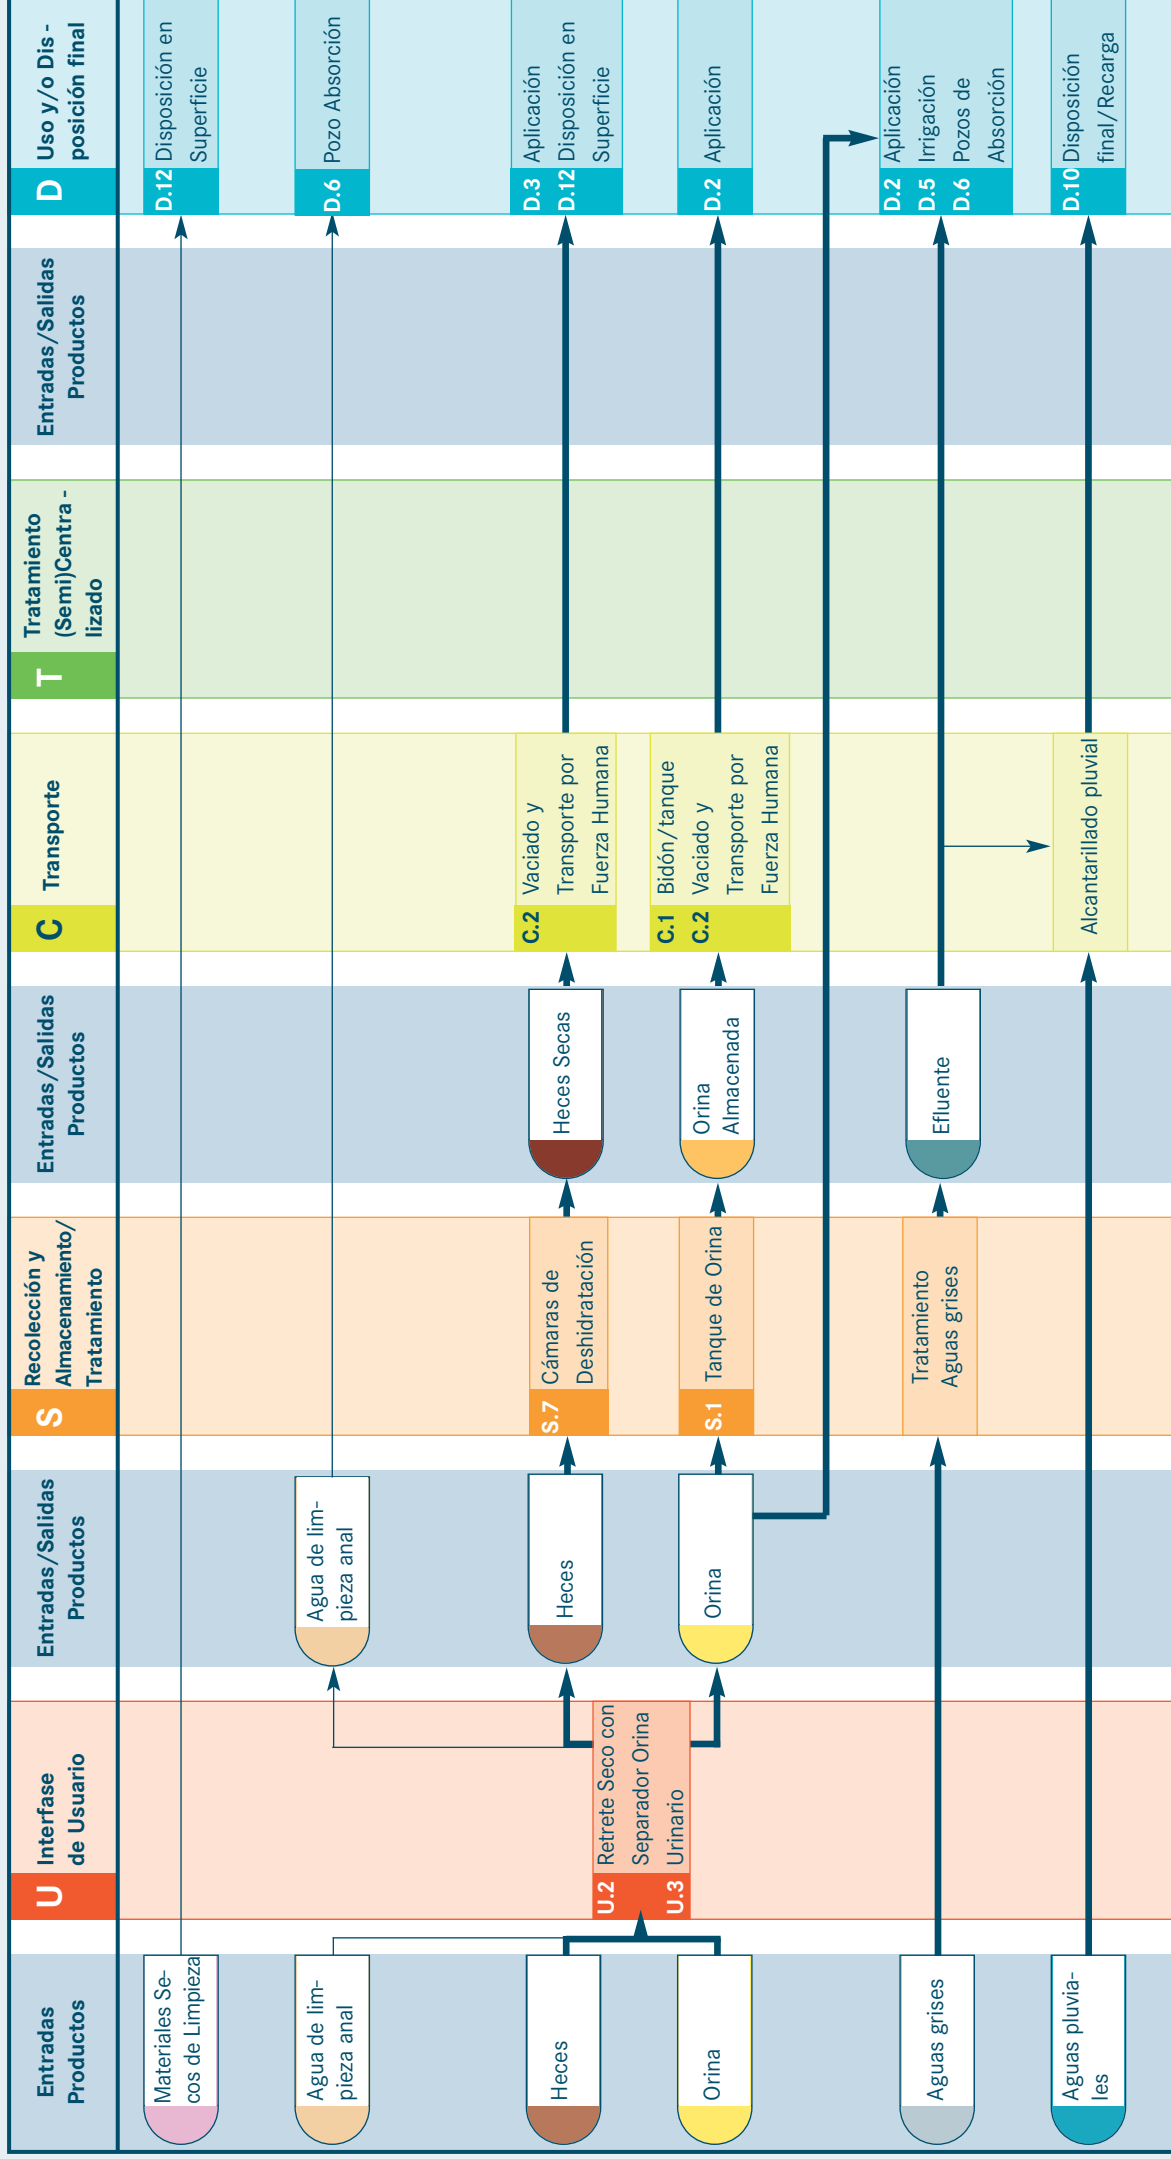 Entradas
Productos
U
Interfase
de Usuario
Entradas/Salidas
Productos
S
Recolección y
Almacenamiento/
Tratamiento
Entradas/Salidas
Productos
C
Transporte
T
Tratamiento
(Semi)Centra-
lizado
Entradas/Salidas
Productos
D
Uso y/o Dis-
posición final
Materiales Se-
cos de Limpieza
D.12 Disposición en
Superficie
Agua de lim-
pieza anal
Agua de lim-
pieza anal
D.6 Pozo Absorción
Heces
U.2 Retrete Seco con
Separador Orina
U.3 Urinario
Heces
S.7 Cámaras de
Deshidratación
Heces Secas
C.2 Vaciado y
Transporte por
Fuerza Humana
D.3 Aplicación
D.12 Disposición en
Superficie
Orina
Orina
S.1 Tanque de Orina
Orina
Almacenada
C.1 Bidón/tanque
C.2 Vaciado y
Transporte por
Fuerza Humana
D.2 Aplicación
Aguas grises
Tratamiento
Aguas grises
Efluente
D.2 Aplicación
D.5 Irrigación
D.6 Pozos de
Absorción
Aguas pluvia-
les
Alcantarillado pluvial
D.10 Disposición
final/Recarga